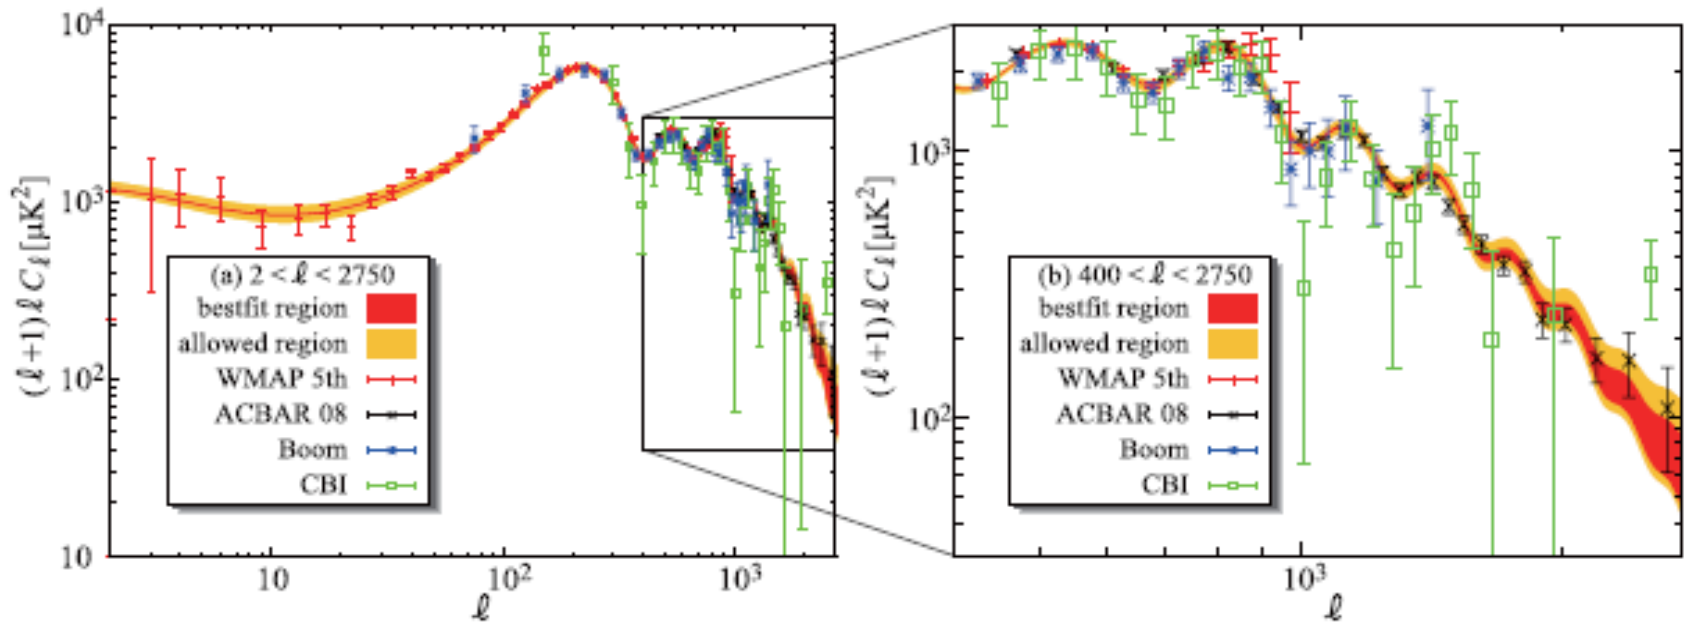 10⁴
10³
10²
10
(ℓ+1)ℓ Cℓ [μK²]
(a) 2 < ℓ < 2750
bestfit region
allowed region
WMAP 5th
ACBAR 08
Boom
CBI
10 10² 10³
ℓ
10³
10²
(ℓ+1)ℓ Cℓ [μK²]
(b) 400 < ℓ < 2750
bestfit region
allowed region
WMAP 5th
ACBAR 08
Boom
CBI
10³
ℓ